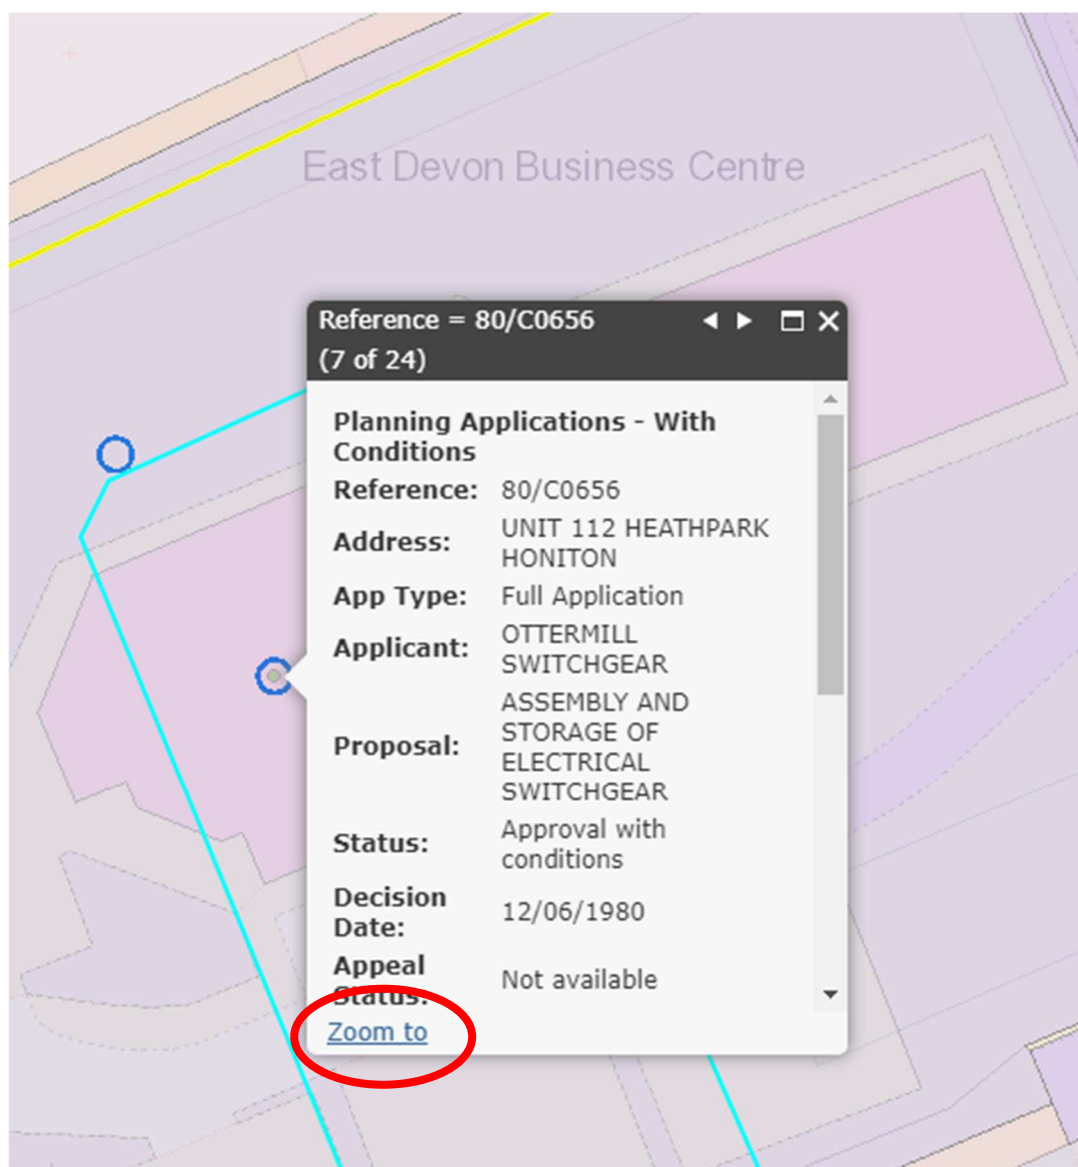 East Devon Business Centre
Reference = 80/C0656
(7 of 24)
Planning Applications - With
Conditions
Reference: 80/C0656
Address: UNIT 112 HEATHPARK
HONITON
App Type: Full Application
Applicant: OTTERMILL
SWITCHGEAR
Proposal: ASSEMBLY AND
STORAGE OF
ELECTRICAL
SWITCHGEAR
Status: Approval with
conditions
Decision
Date: 12/06/1980
Appeal
Status: Not available
Zoom to